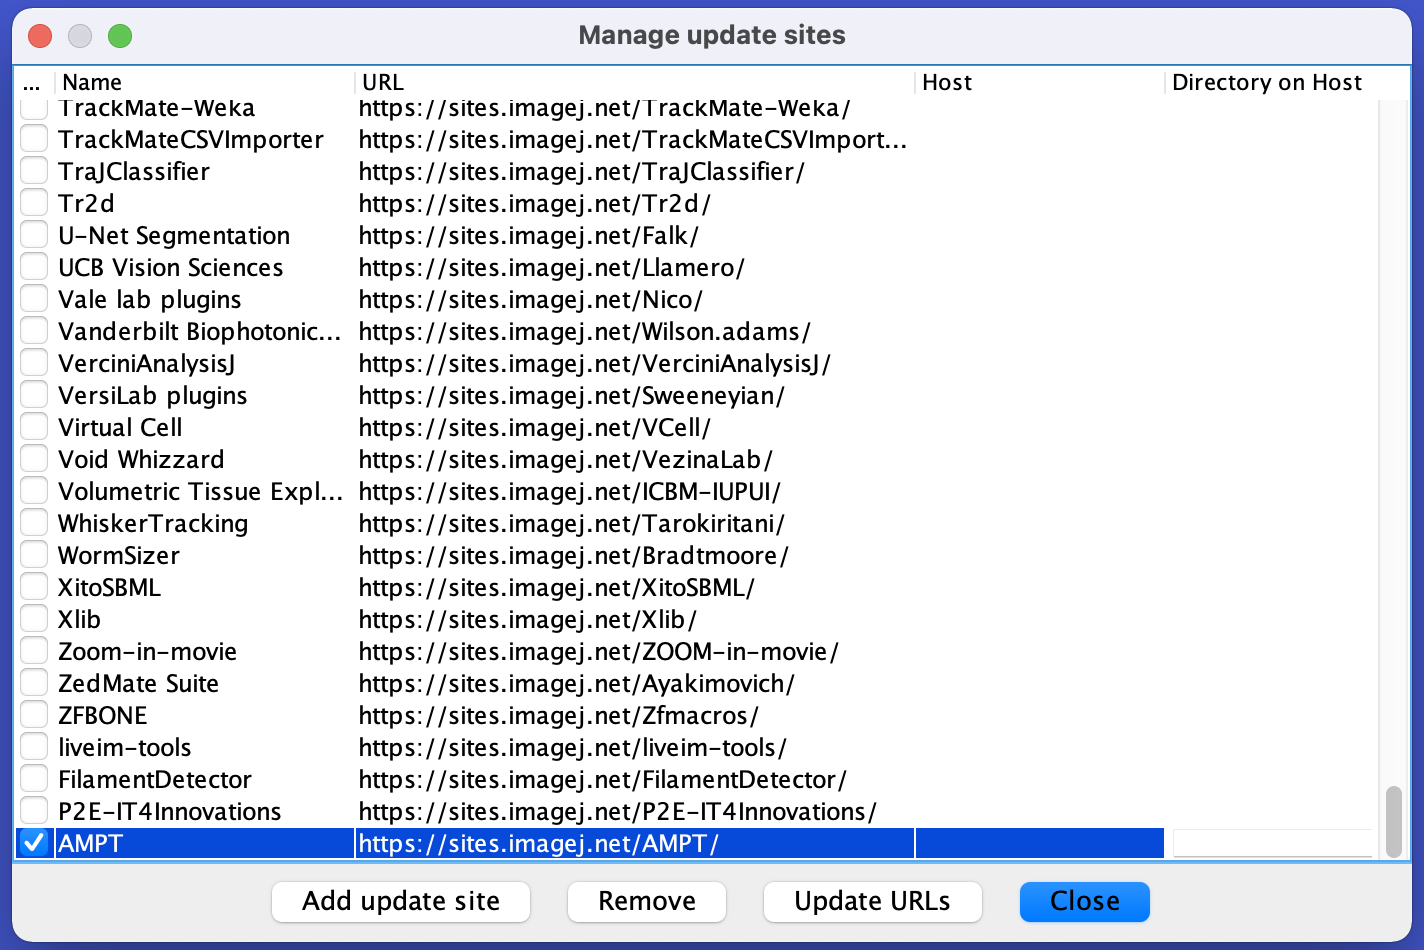 Manage update sites
... Name URL Host Directory on Host
TrackMate-Weka https://sites.imagej.net/TrackMate-Weka/
TrackMateCSVImporter https://sites.imagej.net/TrackMateCSVImport...
TraJClassifier https://sites.imagej.net/TraJClassifier/
Tr2d https://sites.imagej.net/Tr2d/
U-Net Segmentation https://sites.imagej.net/Falk/
UCB Vision Sciences https://sites.imagej.net/Llamero/
Vale lab plugins https://sites.imagej.net/Nico/
Vanderbilt Biophotonic... https://sites.imagej.net/Wilson.adams/
VerciniAnalysisJ https://sites.imagej.net/VerciniAnalysisJ/
VersiLab plugins https://sites.imagej.net/Sweeneyian/
Virtual Cell https://sites.imagej.net/VCell/
Void Whizzard https://sites.imagej.net/VezinaLab/
Volumetric Tissue Expl... https://sites.imagej.net/ICBM-IUPUI/
WhiskerTracking https://sites.imagej.net/Tarokiritani/
WormSizer https://sites.imagej.net/Bradtmoore/
XitoSBML https://sites.imagej.net/XitoSBML/
Xlib https://sites.imagej.net/Xlib/
Zoom-in-movie https://sites.imagej.net/ZOOM-in-movie/
ZedMate Suite https://sites.imagej.net/Ayakimovich/
ZFBONE https://sites.imagej.net/Zfmacros/
liveim-tools https://sites.imagej.net/liveim-tools/
FilamentDetector https://sites.imagej.net/FilamentDetector/
P2E-IT4Innovations https://sites.imagej.net/P2E-IT4Innovations/
AMPT https://sites.imagej.net/AMPT/
Add update site Remove Update URLs Close